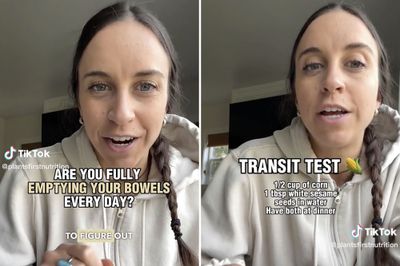 TikTok
@plantsfirstnutrition
ARE YOU FULLY
EMPTYING YOUR BOWELS
EVERY DAY?
TO FIGURE OUT
TRANSIT TEST 🌽
1/2 cup of corn
1 tbsp white sesame
seeds in water
Have both at dinner
TikTok
@plantsfirstnutrition